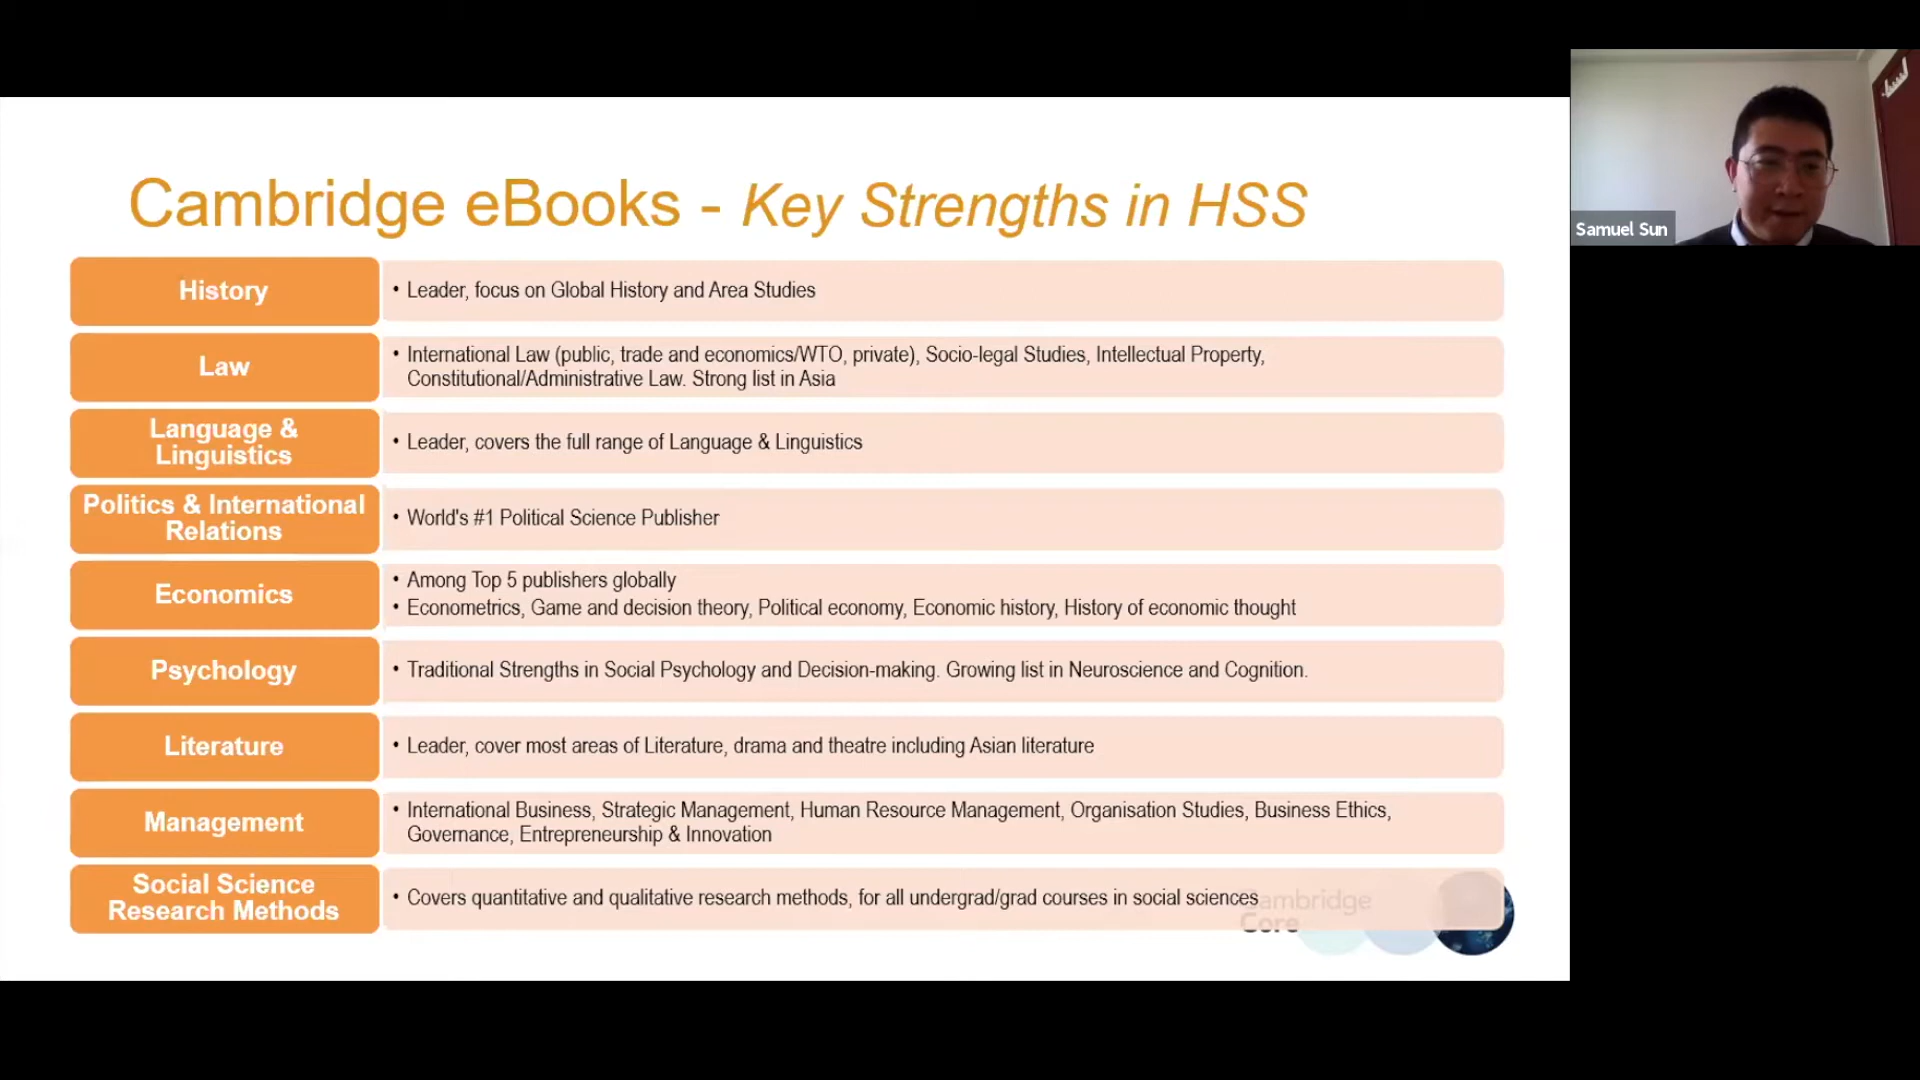 Cambridge eBooks - Key Strengths in HSS
Samuel Sun
History
• Leader, focus on Global History and Area Studies
Law
• International Law (public, trade and economics/WTO, private), Socio-legal Studies, Intellectual Property,
Constitutional/Administrative Law. Strong list in Asia
Language &
Linguistics
• Leader, covers the full range of Language & Linguistics
Politics & International
Relations
• World's #1 Political Science Publisher
Economics
• Among Top 5 publishers globally
• Econometrics, Game and decision theory, Political economy, Economic history, History of economic thought
Psychology
• Traditional Strengths in Social Psychology and Decision-making. Growing list in Neuroscience and Cognition.
Literature
• Leader, cover most areas of Literature, drama and theatre including Asian literature
Management
• International Business, Strategic Management, Human Resource Management, Organisation Studies, Business Ethics,
Governance, Entrepreneurship & Innovation
Social Science
Research Methods
• Covers quantitative and qualitative research methods, for all undergrad/grad courses in social sciences
Cambridge
Core